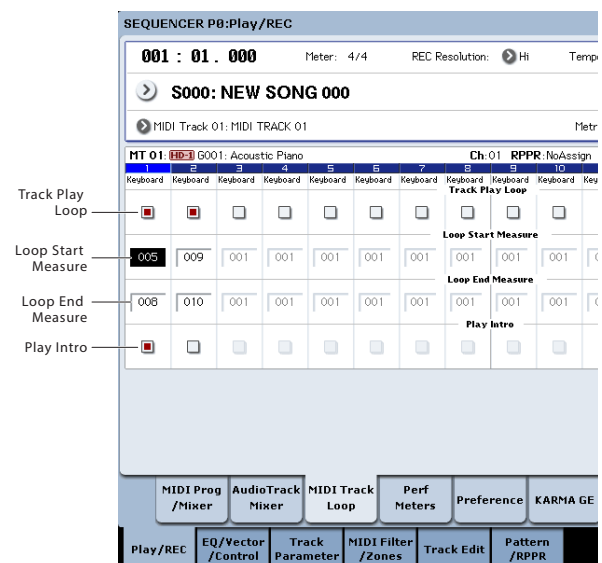 SEQUENCER P0:Play/REC
001 : 01 . 000 Meter: 4/4 REC Resolution: Hi Temp
S000: NEW SONG 000
MIDI Track 01: MIDI TRACK 01 Metr
MT 01: HD-1 G001: Acoustic Piano Ch:01 RPPR:NoAssign
1 2 3 4 5 6 7 8 9 10
Keyboard Keyboard Keyboard Keyboard Keyboard Keyboard Keyboard Keyboard Keyboard Keyboard Key
Track Play Loop
Track Play
Loop
Loop Start Measure
Loop Start
Measure
005 009 001 001 001 001 001 001 001 001
Loop End Measure
Loop End
Measure
008 010 001 001 001 001 001 001 001 001
Play Intro
Play Intro
MIDI Prog
/Mixer
AudioTrack
Mixer
MIDI Track
Loop
Perf
Meters
Preference
KARMA GE
Play/REC
EQ/Vector
/Control
Track
Parameter
MIDI Filter
/Zones
Track Edit
Pattern
/RPPR